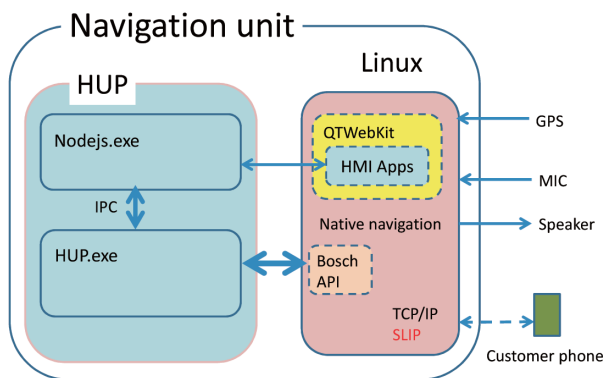 Navigation unit
HUP
Linux
Nodejs.exe
QTWebKit
HMI Apps
GPS
MIC
IPC
Native navigation
Speaker
HUP.exe
Bosch
API
TCP/IP
SLIP
Customer phone